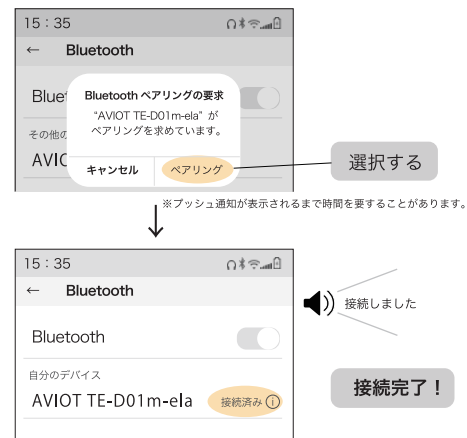 15：35
← Bluetooth
Blue
Bluetooth ペアリングの要求
"AVIOT TE-D01m-ela" が
ペアリングを求めています。
その他の
AVIC
キャンセル ペアリング
選択する
※プッシュ通知が表示されるまで時間を要することがあります。
15：35
← Bluetooth
接続しました
Bluetooth
自分のデバイス
AVIOT TE-D01m-ela 接続済み
接続完了！